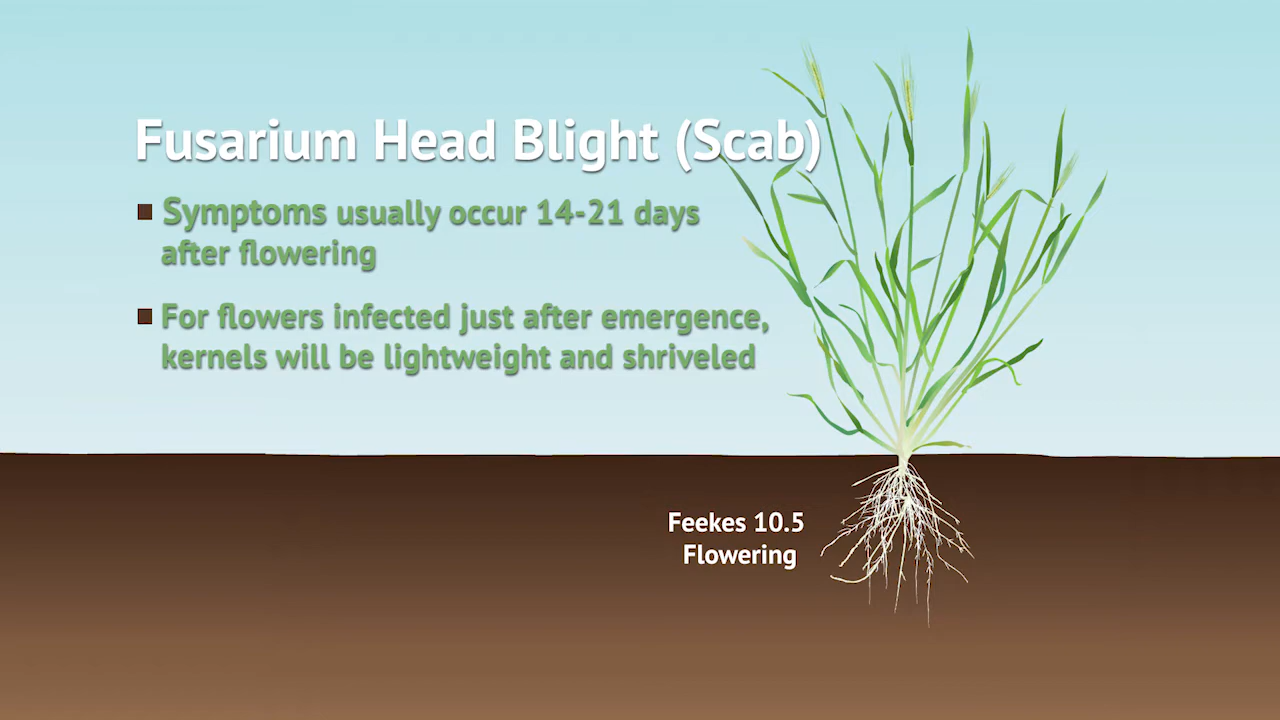 Fusarium Head Blight (Scab)
Symptoms usually occur 14-21 days
after flowering
For flowers infected just after emergence,
kernels will be lightweight and shriveled
Feekes 10.5
Flowering